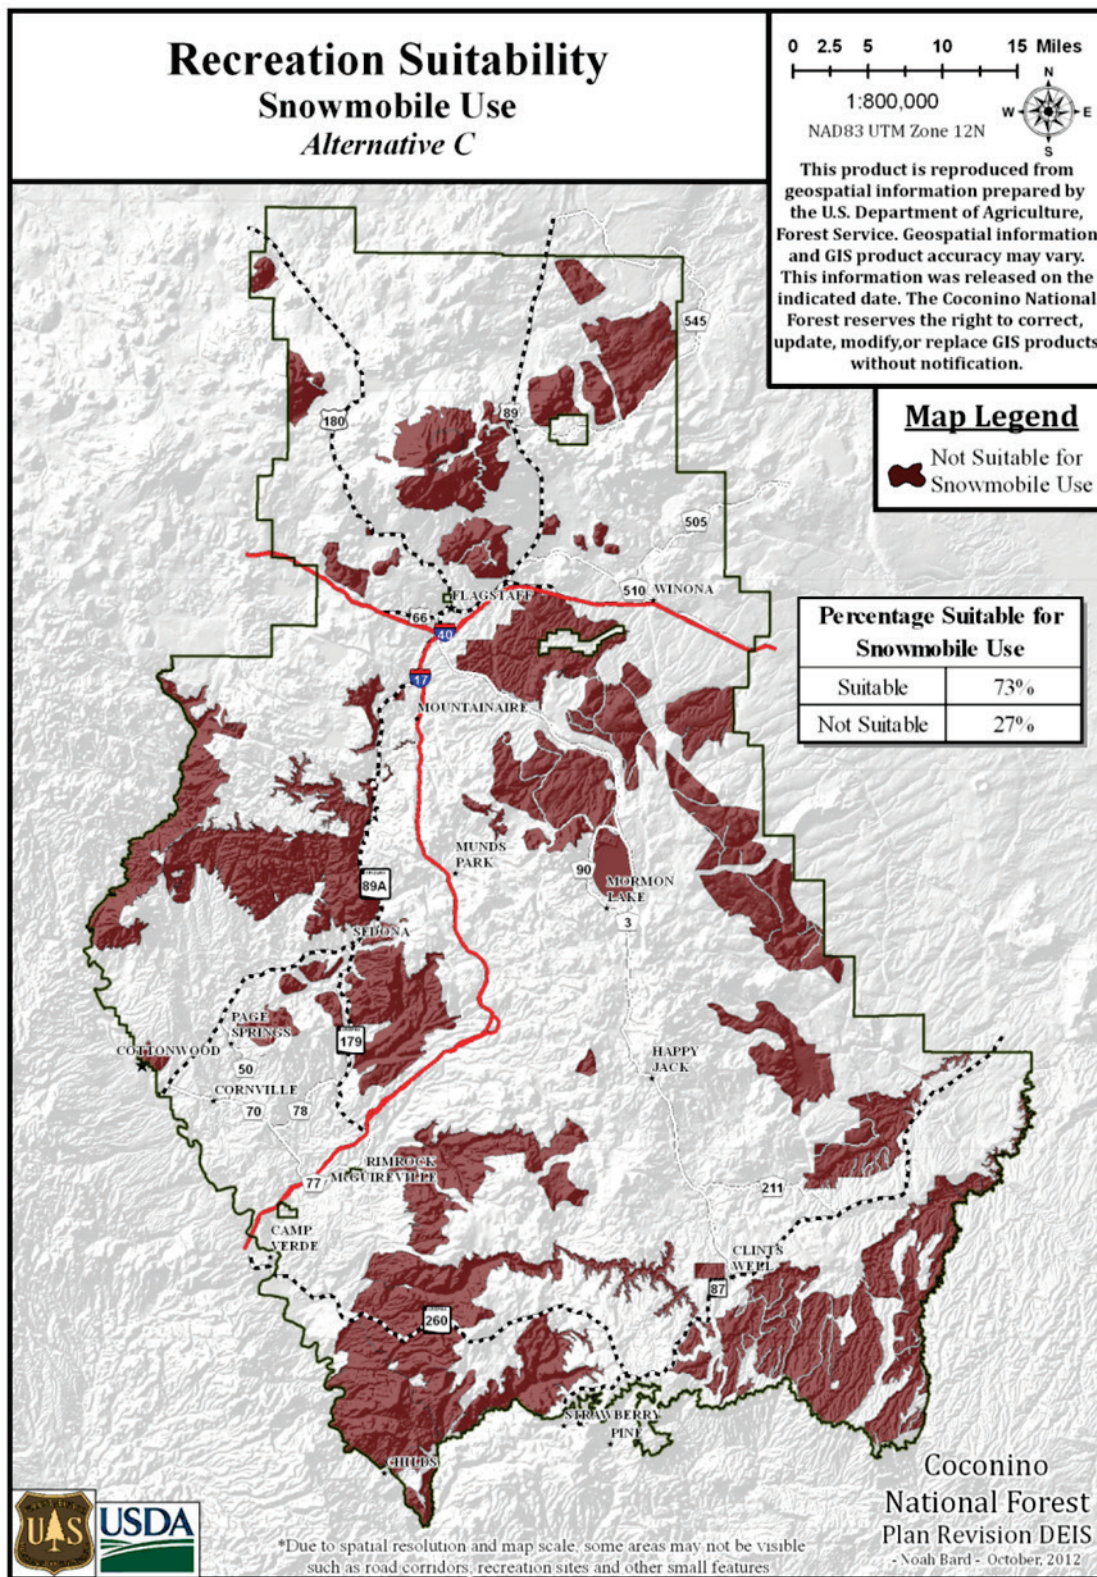 Recreation Suitability
Snowmobile Use
Alternative C
0 2.5 5 10 15 Miles
1:800,000
NAD83 UTM Zone 12N
N
W E
S
This product is reproduced from
geospatial information prepared by
the U.S. Department of Agriculture,
Forest Service. Geospatial information
and GIS product accuracy may vary.
This information was released on the
indicated date. The Coconino National
Forest reserves the right to correct,
update, modify,or replace GIS products
without notification.
Map Legend
Not Suitable for
Snowmobile Use
545
180
89
505
510
WINONA
FLAGSTAFF
66
40
17
MOUNTAINAIRE
Percentage Suitable for
Snowmobile Use
Suitable 73%
Not Suitable 27%
MUNDS
PARK
90
MORMON
LAKE
89A
3
SEDONA
PAGE
SPRINGS
179
COTTONWOOD
50
HAPPY
JACK
CORNVILLE
70
78
RIMROCK
MCGUIREVILLE
77
211
CAMP
VERDE
CLINTS
WELL
87
260
STRAWBERRY
PINE
CHILDS
Coconino
National Forest
Plan Revision DEIS
- Noah Bard - October, 2012
US
USDA
*Due to spatial resolution and map scale, some areas may not be visible
such as road corridors, recreation sites and other small features